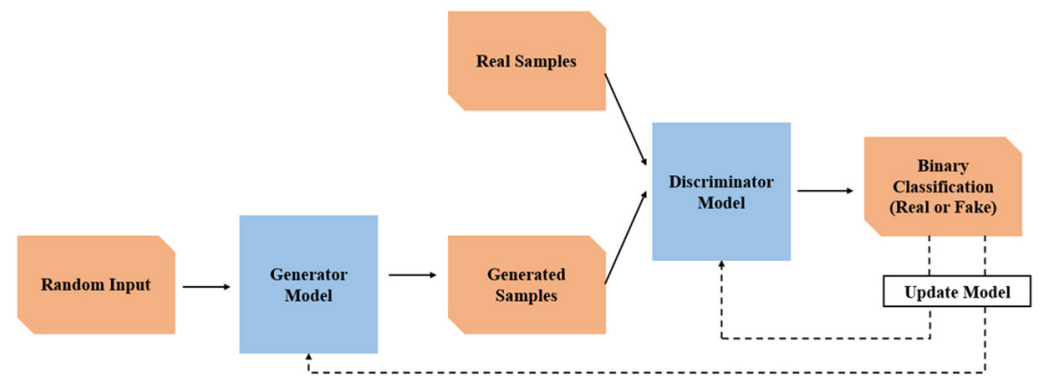 Real Samples
Discriminator
Model
Binary
Classification
(Real or Fake)
Random Input
Generator
Model
Generated
Samples
Update Model